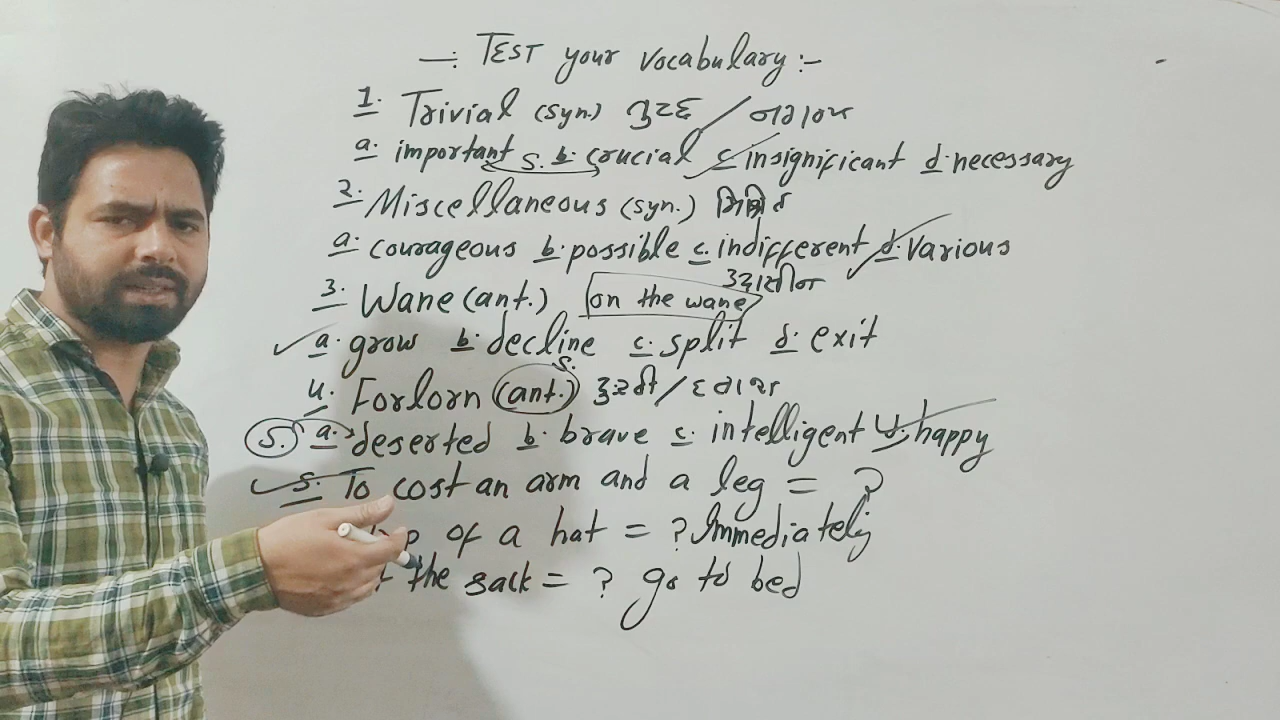 —: TEST your vocabulary :-
1. Trivial (syn.) तुच्छ / नगण्य
a. important s. b. crucial c. insignificant d. necessary
2. Miscellaneous (syn.)
a. courageous b. possible c. indifferent d. various
उदासीन
3. Wane (ant.) on the wane
a. grow b. decline c. split d. exit
s.
4. Forlorn (ant.)
s. a. deserted b. brave c. intelligent d. happy
5. To cost an arm and a leg = ?
of a hat = ? Immediately
the sack = ? go to bed